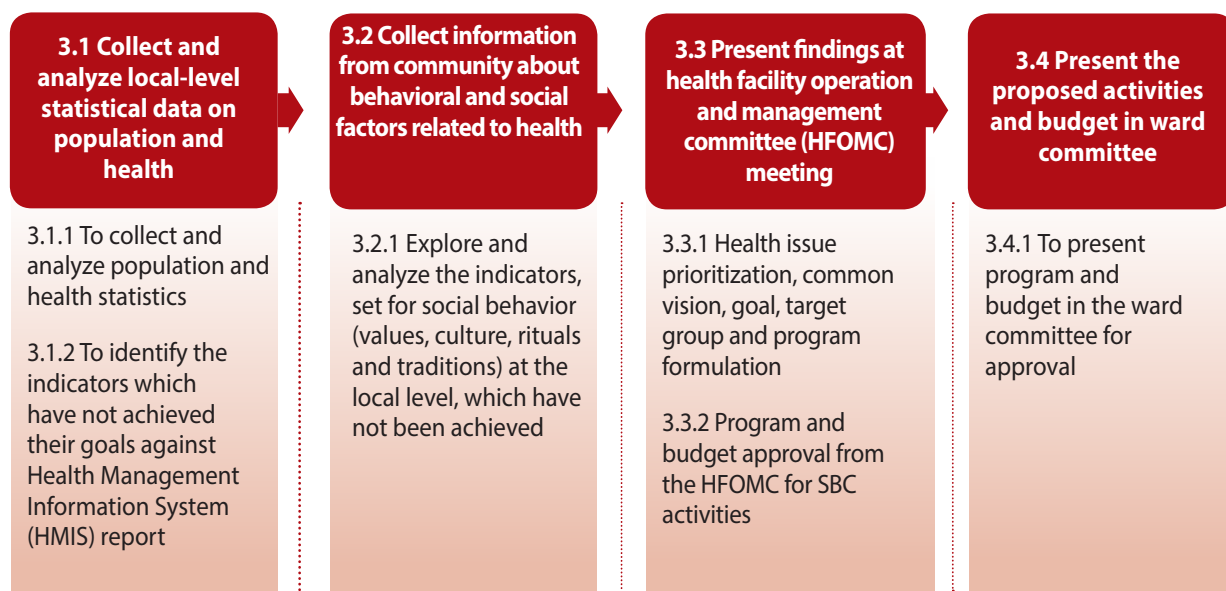 3.1 Collect and
analyze local-level
statistical data on
population and
health
3.1.1 To collect and
analyze population and
health statistics
3.1.2 To identify the
indicators which
have not achieved
their goals against
Health Management
Information System
(HMIS) report
3.2 Collect information
from community about
behavioral and social
factors related to health
3.2.1 Explore and
analyze the indicators,
set for social behavior
(values, culture, rituals
and traditions) at the
local level, which have
not been achieved
3.3 Present findings at
health facility operation
and management
committee (HFOMC)
meeting
3.3.1 Health issue
prioritization, common
vision, goal, target
group and program
formulation
3.3.2 Program and
budget approval from
the HFOMC for SBC
activities
3.4 Present the
proposed activities
and budget in ward
committee
3.4.1 To present
program and
budget in the ward
committee for
approval